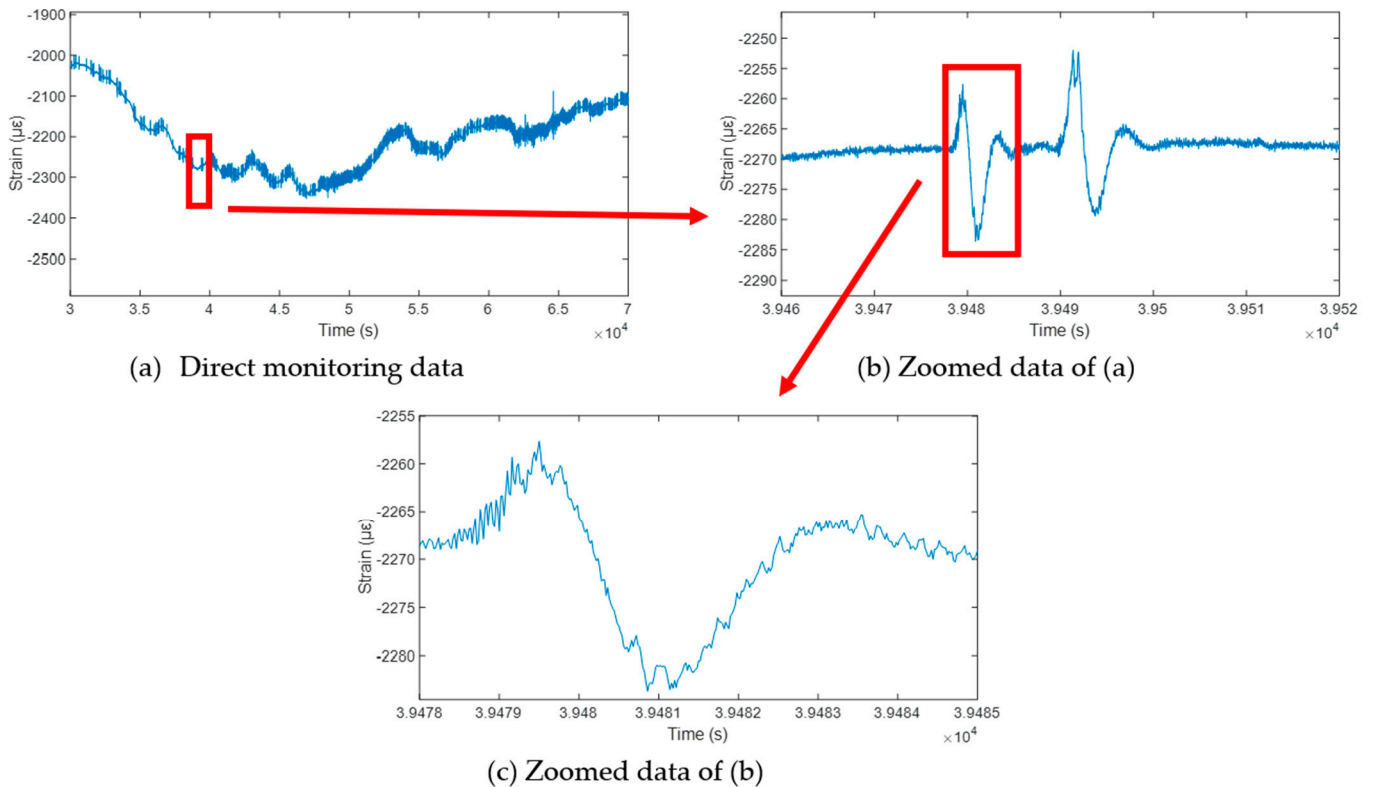 -1900
-2000
-2100
-2200
-2300
-2400
-2500
Strain (με)
3 3.5 4 4.5 5 5.5 6 6.5 7
Time (s)
×10⁴
(a) Direct monitoring data
-2250
-2255
-2260
-2265
-2270
-2275
-2280
-2285
-2290
Strain (με)
3.946 3.947 3.948 3.949 3.95 3.951 3.952
Time (s)
×10⁴
(b) Zoomed data of (a)
-2255
-2260
-2265
-2270
-2275
-2280
Strain (με)
3.9478 3.9479 3.948 3.9481 3.9482 3.9483 3.9484 3.9485
Time (s)
×10⁴
(c) Zoomed data of (b)